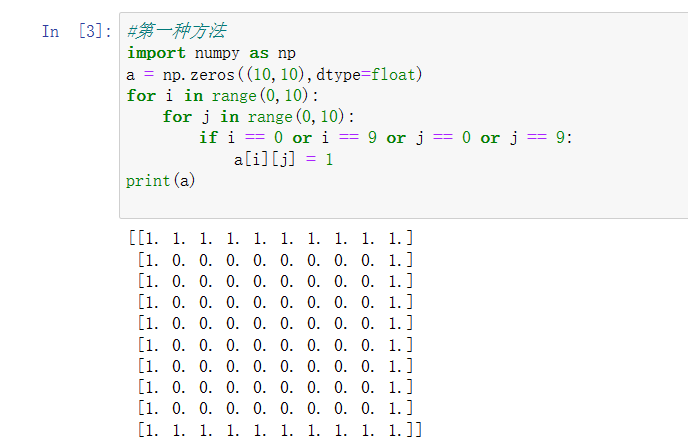 In [3]: #第一种方法
import numpy as np
a = np.zeros((10,10),dtype=float)
for i in range(0,10):
    for j in range(0,10):
        if i == 0 or i == 9 or j == 0 or j == 9:
            a[i][j] = 1
print(a)
[[1. 1. 1. 1. 1. 1. 1. 1. 1. 1.]
 [1. 0. 0. 0. 0. 0. 0. 0. 0. 1.]
 [1. 0. 0. 0. 0. 0. 0. 0. 0. 1.]
 [1. 0. 0. 0. 0. 0. 0. 0. 0. 1.]
 [1. 0. 0. 0. 0. 0. 0. 0. 0. 1.]
 [1. 0. 0. 0. 0. 0. 0. 0. 0. 1.]
 [1. 0. 0. 0. 0. 0. 0. 0. 0. 1.]
 [1. 0. 0. 0. 0. 0. 0. 0. 0. 1.]
 [1. 0. 0. 0. 0. 0. 0. 0. 0. 1.]
 [1. 1. 1. 1. 1. 1. 1. 1. 1. 1.]]